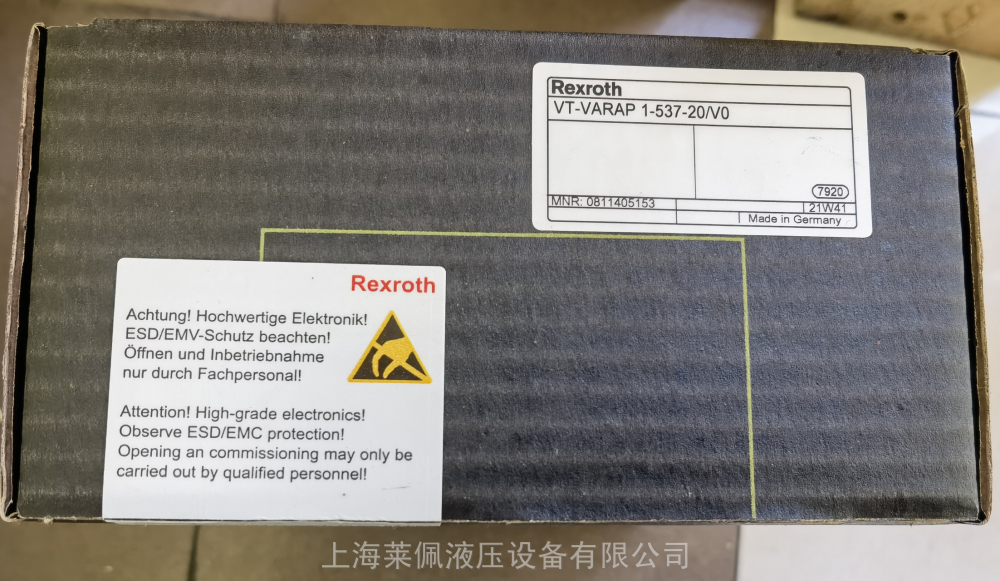 Rexroth
VT-VARAP 1-537-20/V0
7920
MNR: 0811405153
21W41
Made in Germany
Rexroth
Achtung! Hochwertige Elektronik!
ESD/EMV-Schutz beachten!
Öffnen und Inbetriebnahme
nur durch Fachpersonal!
Attention! High-grade electronics!
Observe ESD/EMC protection!
Opening an commissioning may only be
carried out by qualified personnel!
上海莱佩液压设备有限公司